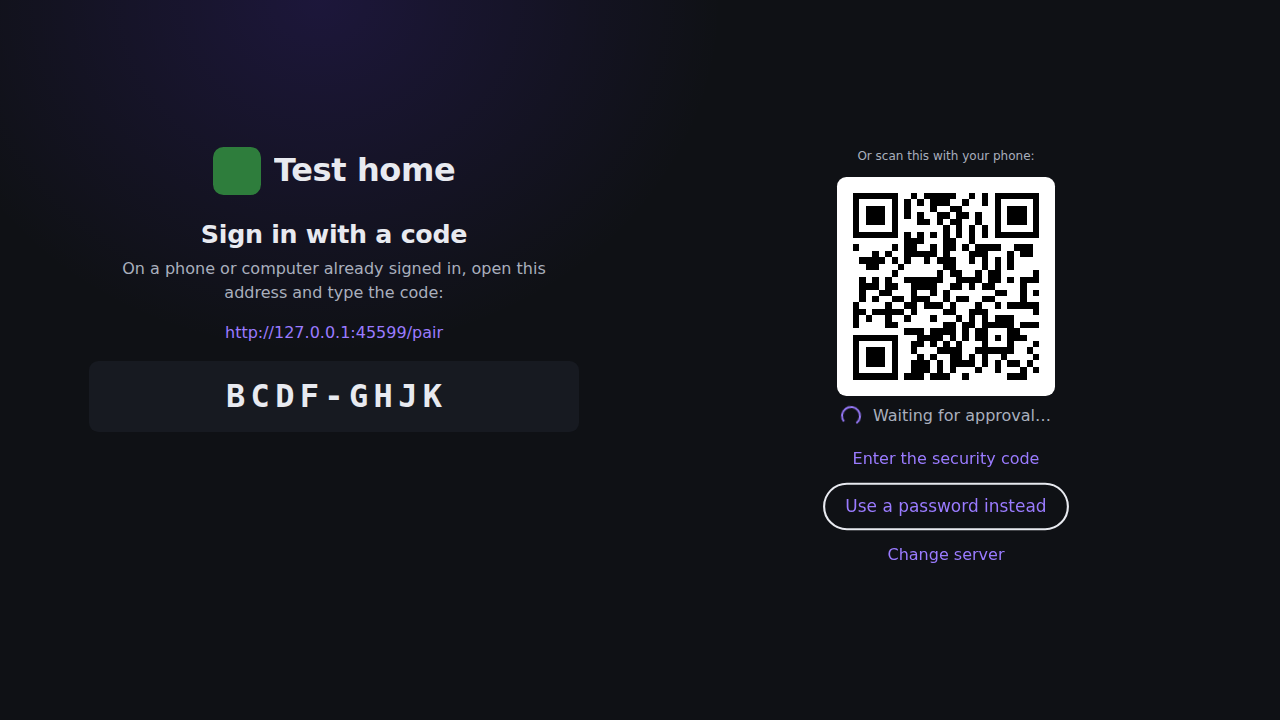 Test home
Sign in with a code
On a phone or computer already signed in, open this
address and type the code:
http://127.0.0.1:45599/pair
BCDF-GHJK
Or scan this with your phone:
Waiting for approval…
Enter the security code
Use a password instead
Change server